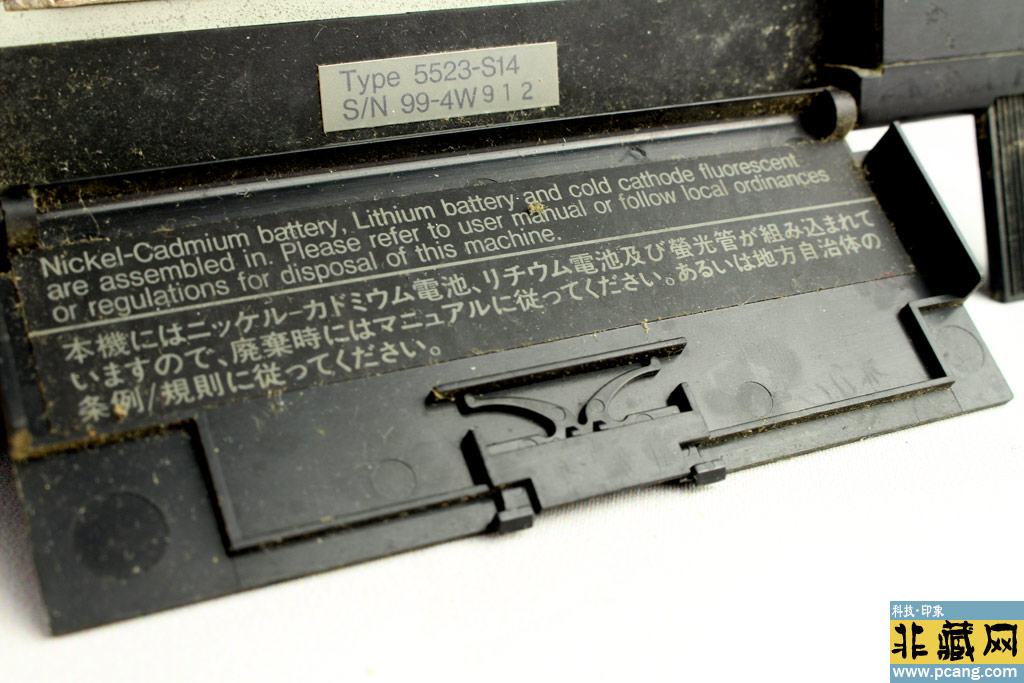 Type 5523-S14
S/N 99-4W912
Nickel-Cadmium battery, Lithium battery and cold cathode fluorescent
are assembled in. Please refer to user manual or follow local ordinances
or regulations for disposal of this machine.
本機にはニッケルーカドミウム電池、リチウム電池及び螢光管が組み込まれて
いますので、廃棄時にはマニュアルに従ってください。あるいは地方自治体の
条例/規則に従ってください。
科技·印象
非藏网
www.pcang.com